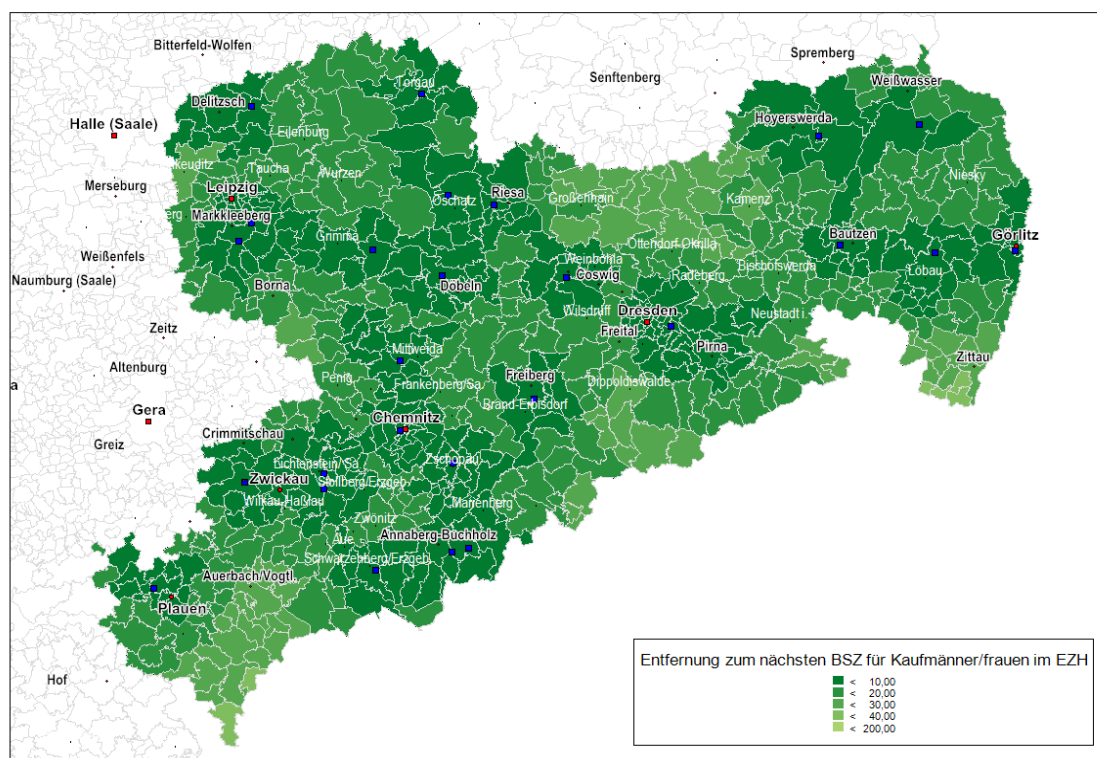 Bitterfeld-Wolfen
Spremberg
Senftenberg
Weißwasser
Torgau
Delitzsch
Halle (Saale)
Hoyerswerda
Eilenburg
keuditz
Taucha
Wurzen
Merseburg
Niesky
Leipzig
Riesa
Oschatz
Großenhain
Kamenz
Markkleeberg
erg
Grimma
Bautzen
Görlitz
Weißenfels
Ottendorf-Okrilla
Weinböhla
Bischofswerda
Löbau
Naumburg (Saale)
Coswig
Radeberg
Borna
Döbeln
Wilsdruff
Dresden
Neustadt i.
Zeitz
Freital
Mittweida
Pirna
Zittau
Altenburg
Penig
Frankenberg/Sa.
Freiberg
Dippoldiswalde
a
Brand-Erbisdorf
Gera
Chemnitz
Crimmitschau
Greiz
Zschopau
Lichtenstein/Sa.
Zwickau
Stollberg/Erzgeb.
Wilkau-Haßlau
Marienberg
Zwönitz
Annaberg-Buchholz
Aue
Schwarzenberg/Erzgeb.
Auerbach/Vogtl.
Plauen
Hof
Entfernung zum nächsten BSZ für Kaufmänner/frauen im EZH
< 10,00
< 20,00
< 30,00
< 40,00
< 200,00